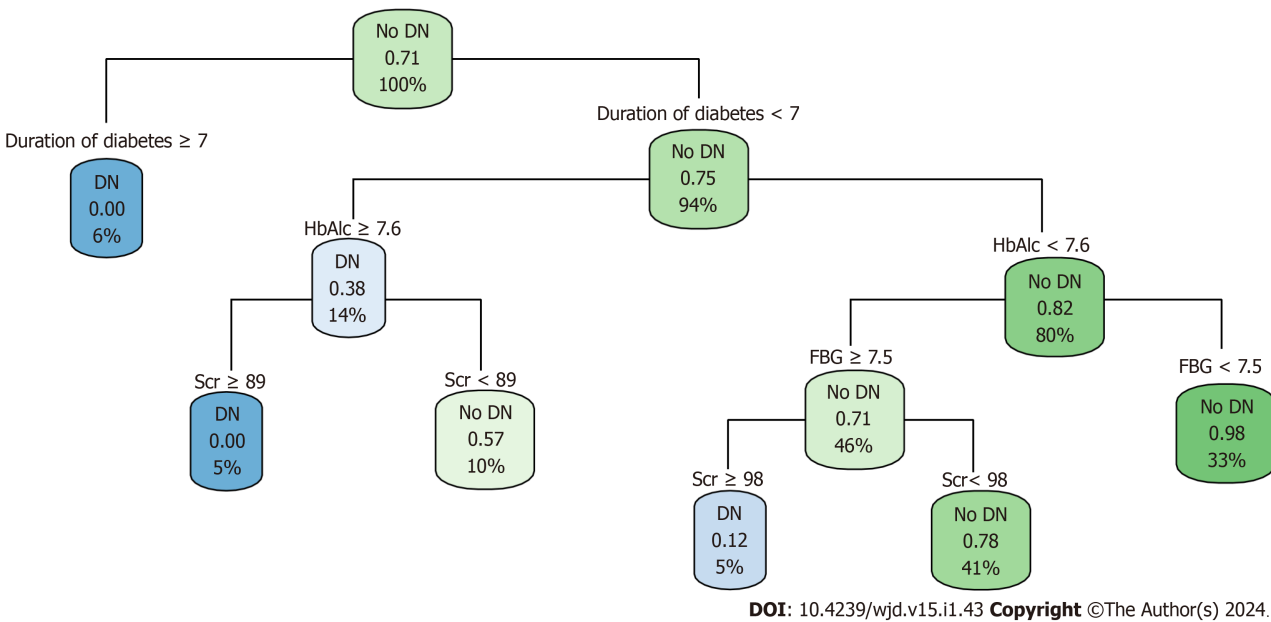 No DN
0.71
100%
Duration of diabetes ≥ 7
DN
0.00
6%
Duration of diabetes < 7
No DN
0.75
94%
HbAlc ≥ 7.6
DN
0.38
14%
HbAlc < 7.6
No DN
0.82
80%
Scr ≥ 89
DN
0.00
5%
Scr < 89
No DN
0.57
10%
FBG ≥ 7.5
No DN
0.71
46%
FBG < 7.5
No DN
0.98
33%
Scr ≥ 98
DN
0.12
5%
Scr< 98
No DN
0.78
41%
DOI: 10.4239/wjd.v15.i1.43 Copyright ©The Author(s) 2024.